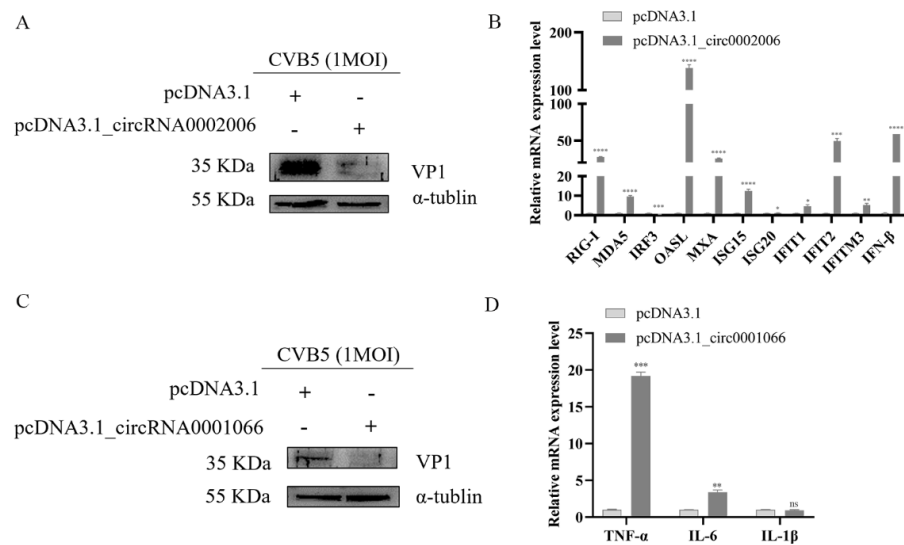 A
CVB5 (1MOI)
pcDNA3.1 + -
pcDNA3.1_circRNA0002006 - +
35 KDa VP1
55 KDa α-tublin
B
pcDNA3.1
pcDNA3.1_circ0002006
Relative mRNA expression level
200
150
100
100
50
20
10
0
**** **** *** **** **** **** * * *** ** ****
RIG-I MDA5 IRF3 OASL MXA ISG15 ISG20 IFIT1 IFIT2 IFITM3 IFN-β
C
CVB5 (1MOI)
pcDNA3.1 + -
pcDNA3.1_circRNA0001066 - +
35 KDa VP1
55 KDa α-tublin
D
pcDNA3.1
pcDNA3.1_circ0001066
Relative mRNA expression level
25
20
15
10
5
0
*** ** ns
TNF-α IL-6 IL-1β